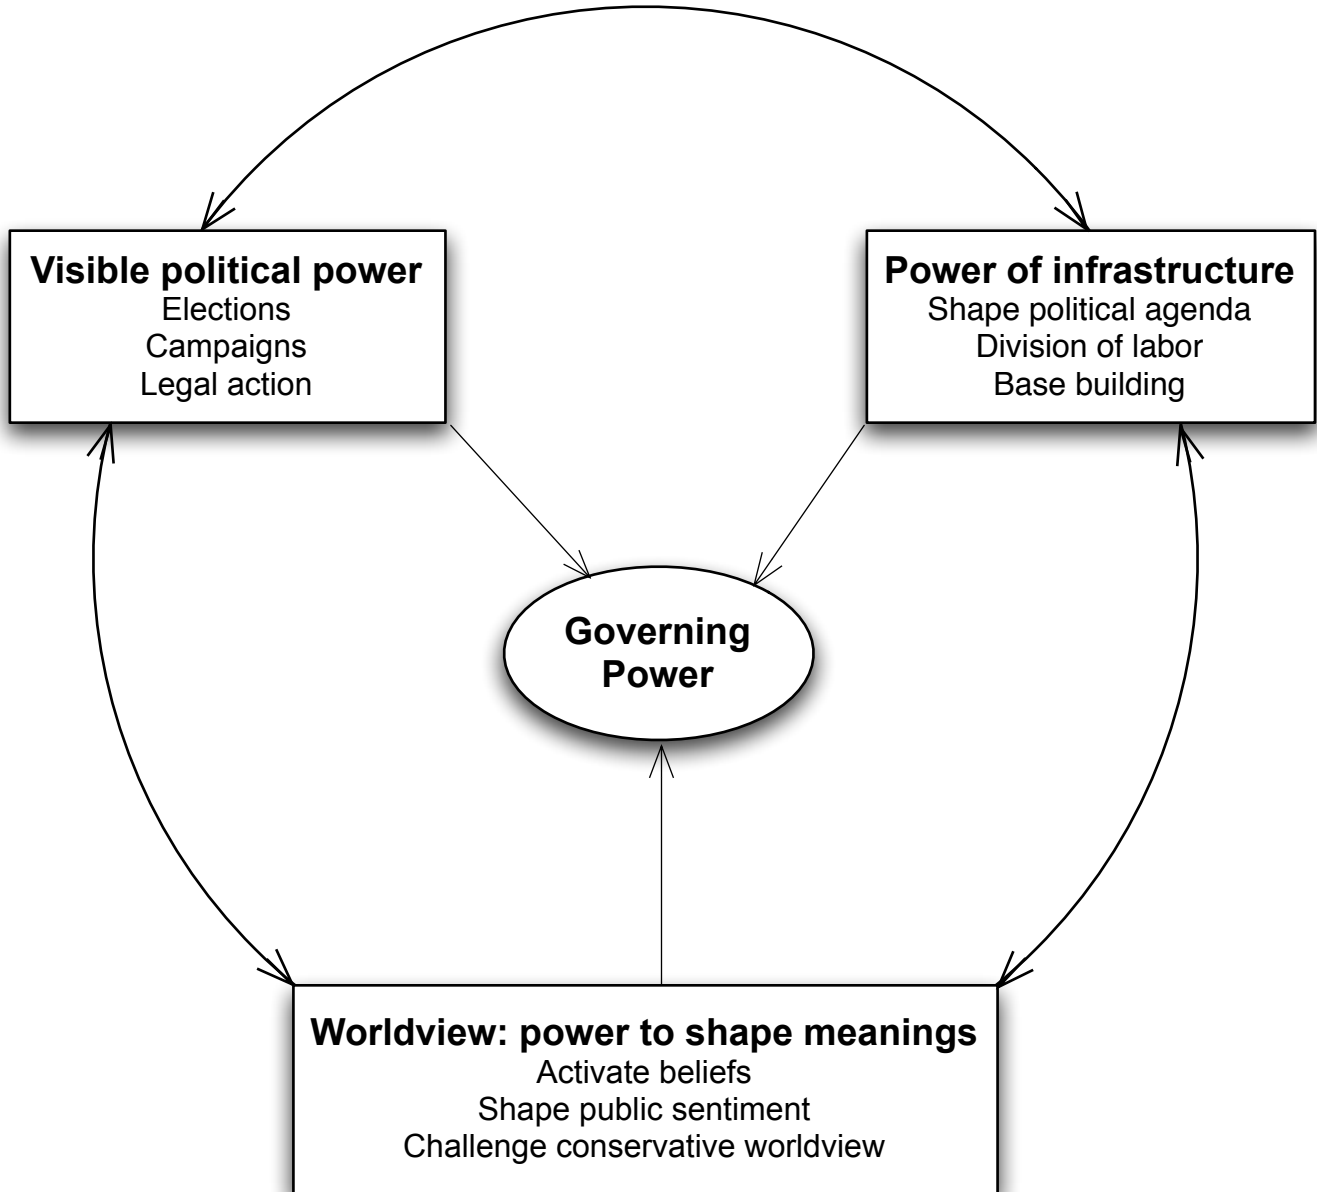 Visible political power
Elections
Campaigns
Legal action
Power of infrastructure
Shape political agenda
Division of labor
Base building
Governing
Power
Worldview: power to shape meanings
Activate beliefs
Shape public sentiment
Challenge conservative worldview